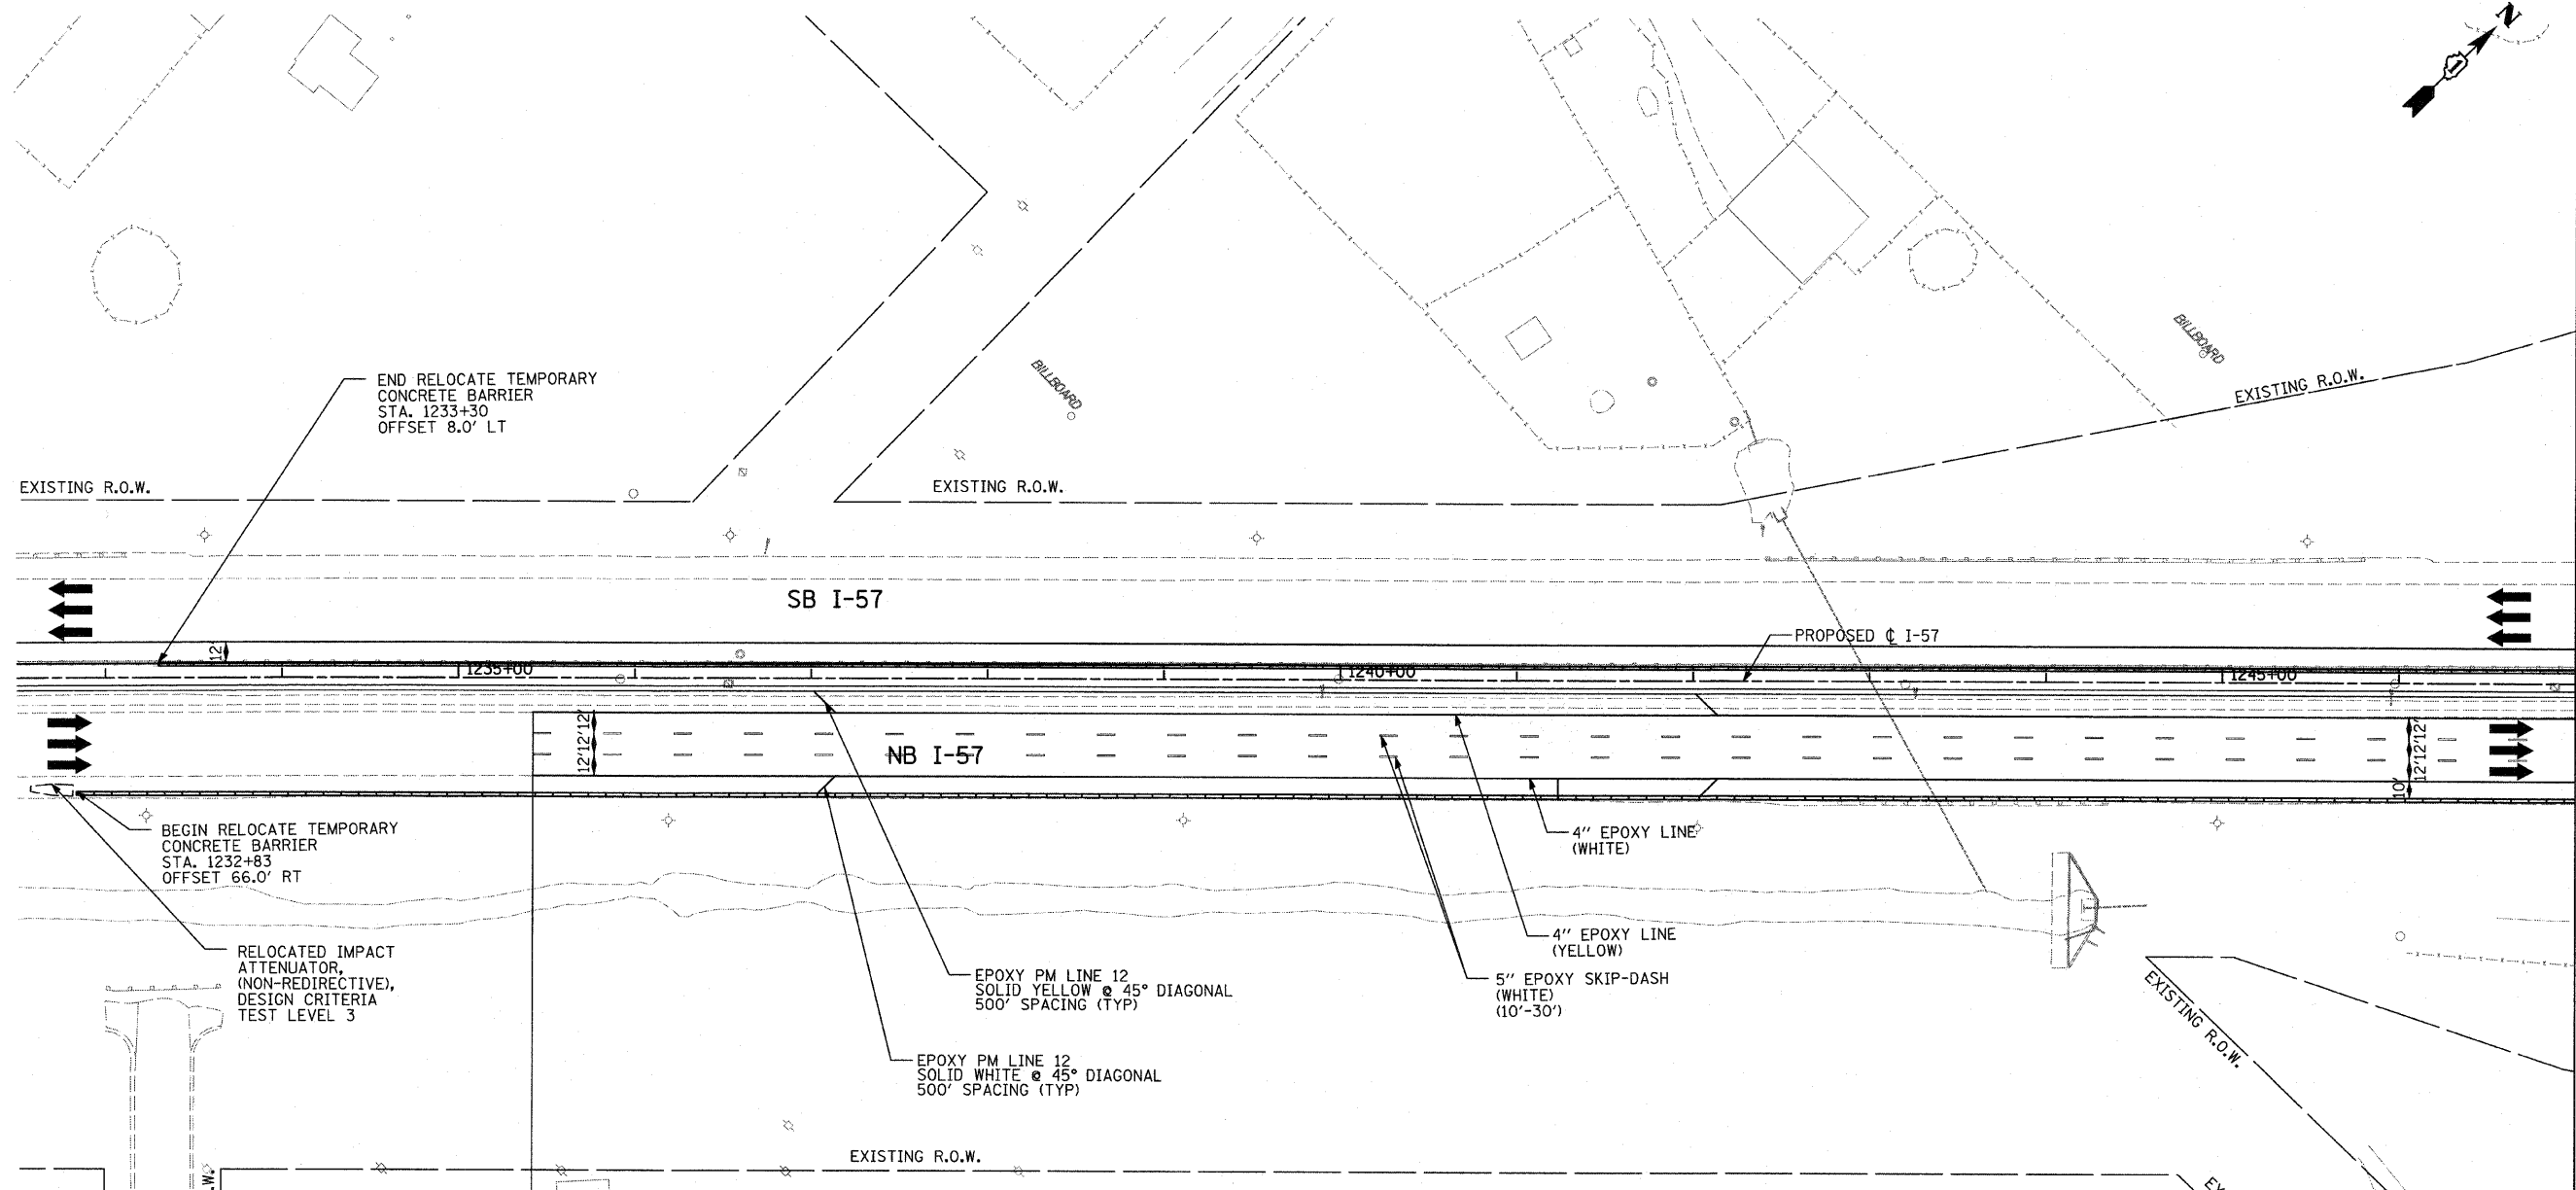 N
1
BILLBOARD
BILLBOARD
END RELOCATE TEMPORARY
CONCRETE BARRIER
STA. 1233+30
OFFSET 8.0' LT
EXISTING R.O.W.
EXISTING R.O.W.
EXISTING R.O.W.
SB I-57
PROPOSED ℄ I-57
12'
1235+00
1240+00
1245+00
12'12'12'
NB I-57
12'12'12'
10'
BEGIN RELOCATE TEMPORARY
CONCRETE BARRIER
STA. 1232+83
OFFSET 66.0' RT
4" EPOXY LINE
(WHITE)
4" EPOXY LINE
(YELLOW)
RELOCATED IMPACT
ATTENUATOR,
(NON-REDIRECTIVE),
DESIGN CRITERIA
TEST LEVEL 3
EPOXY PM LINE 12
SOLID YELLOW @ 45° DIAGONAL
500' SPACING (TYP)
5" EPOXY SKIP-DASH
(WHITE)
(10'-30')
EPOXY PM LINE 12
SOLID WHITE @ 45° DIAGONAL
500' SPACING (TYP)
EXISTING R.O.W.
EXISTING R.O.W.
.W.
EX